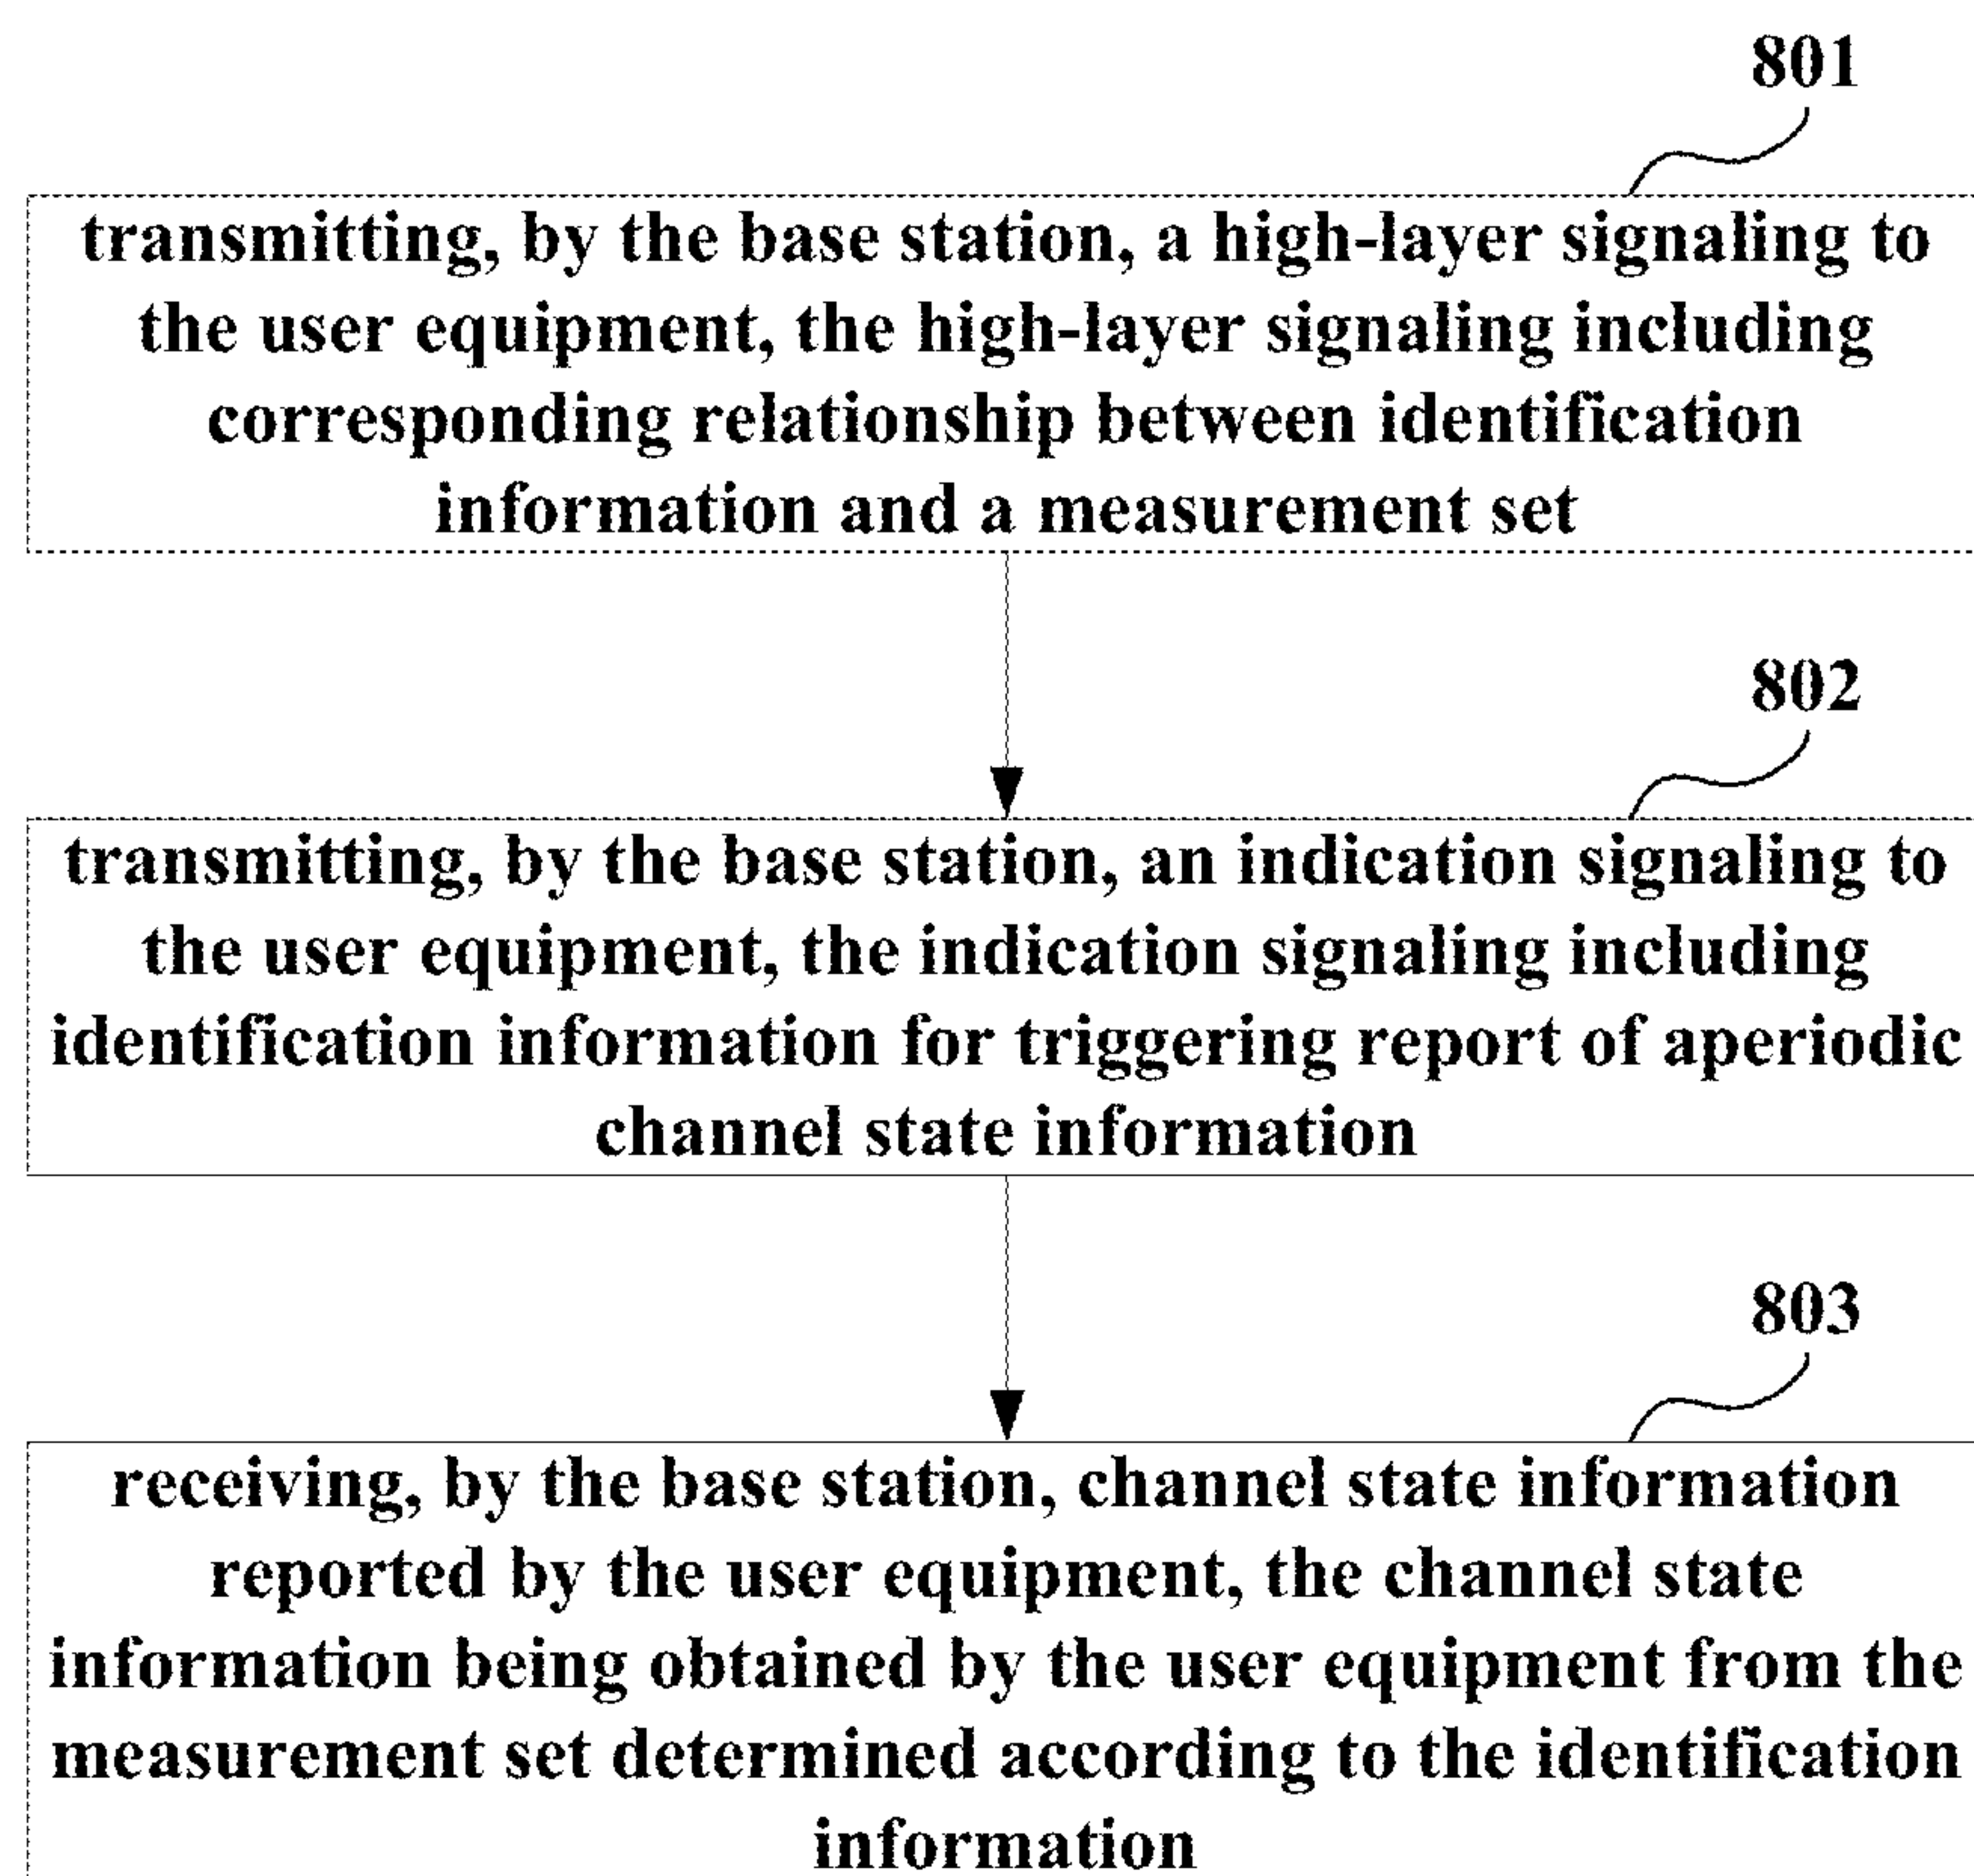 801
transmitting, by the base station, a high-layer signaling to
the user equipment, the high-layer signaling including
corresponding relationship between identification
information and a measurement set
802
transmitting, by the base station, an indication signaling to
the user equipment, the indication signaling including
identification information for triggering report of aperiodic
channel state information
803
receiving, by the base station, channel state information
reported by the user equipment, the channel state
information being obtained by the user equipment from the
measurement set determined according to the identification
information